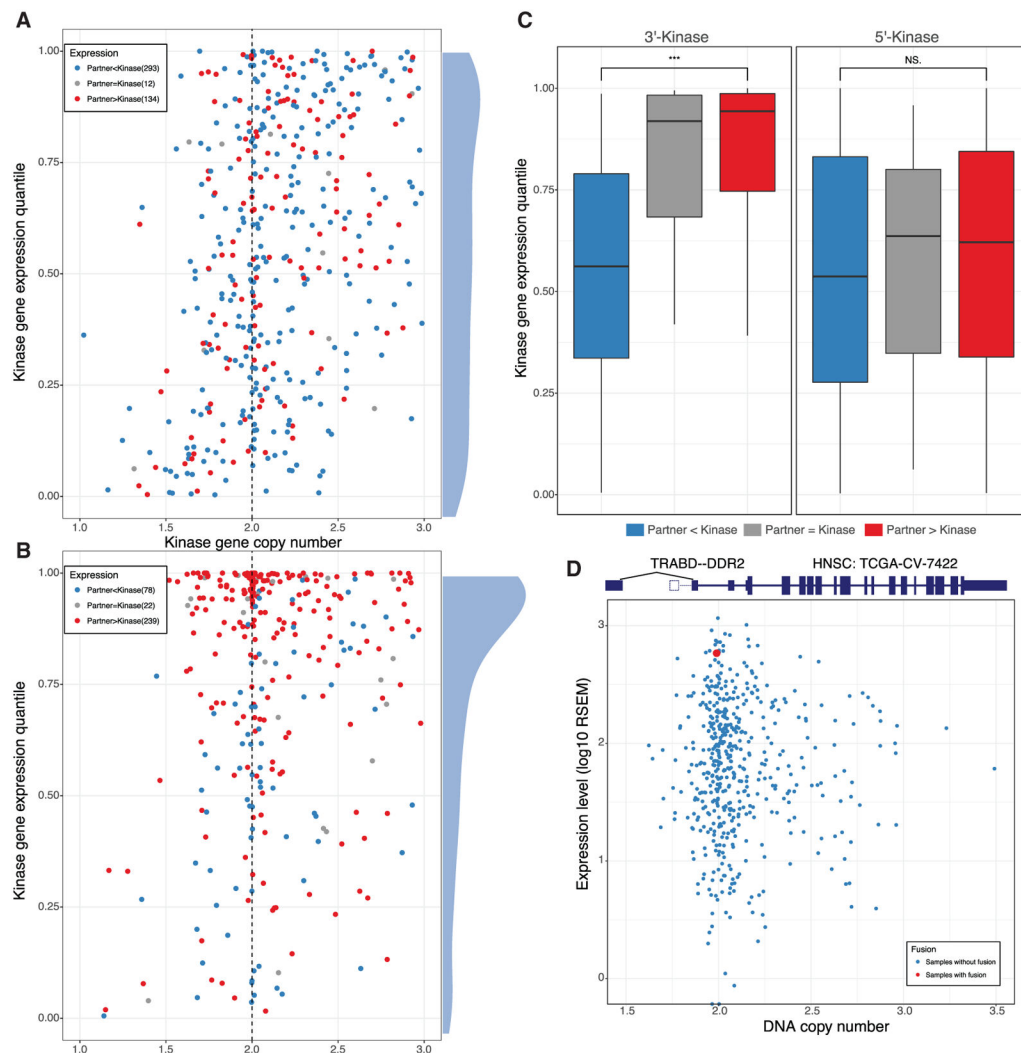 A
Expression
Partner<Kinase(293)
Partner=Kinase(12)
Partner>Kinase(134)
Kinase gene expression quantile
1.00
0.75
0.50
0.25
0.00
1.0 1.5 2.0 2.5 3.0
Kinase gene copy number
B
Expression
Partner<Kinase(78)
Partner=Kinase(22)
Partner>Kinase(239)
Kinase gene expression quantile
1.00
0.75
0.50
0.25
0.00
1.0 1.5 2.0 2.5 3.0
C
3'-Kinase 5'-Kinase
*** NS.
Kinase gene expression quantile
1.00
0.75
0.50
0.25
0.00
Partner < Kinase Partner = Kinase Partner > Kinase
D
TRABD--DDR2 HNSC: TCGA-CV-7422
Expression level (log10 RSEM)
3
2
1
0
Fusion
Samples without fusion
Samples with fusion
1.5 2.0 2.5 3.0 3.5
DNA copy number